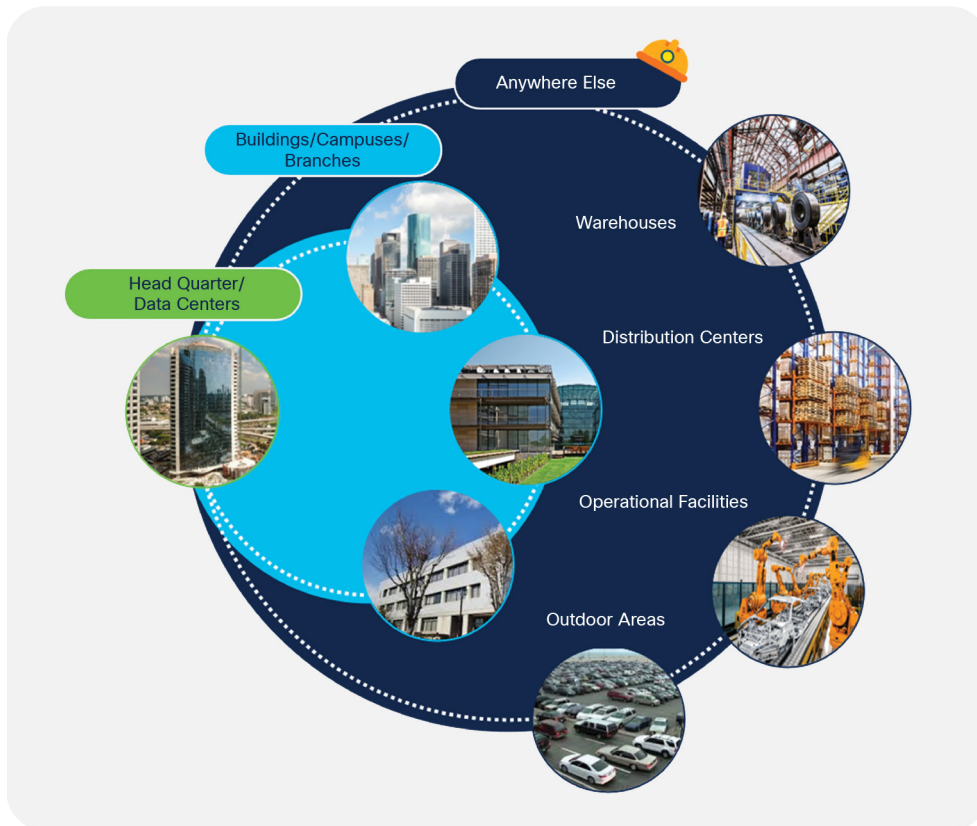 Anywhere Else
Buildings/Campuses/
Branches
Warehouses
Head Quarter/
Data Centers
Distribution Centers
Operational Facilities
Outdoor Areas